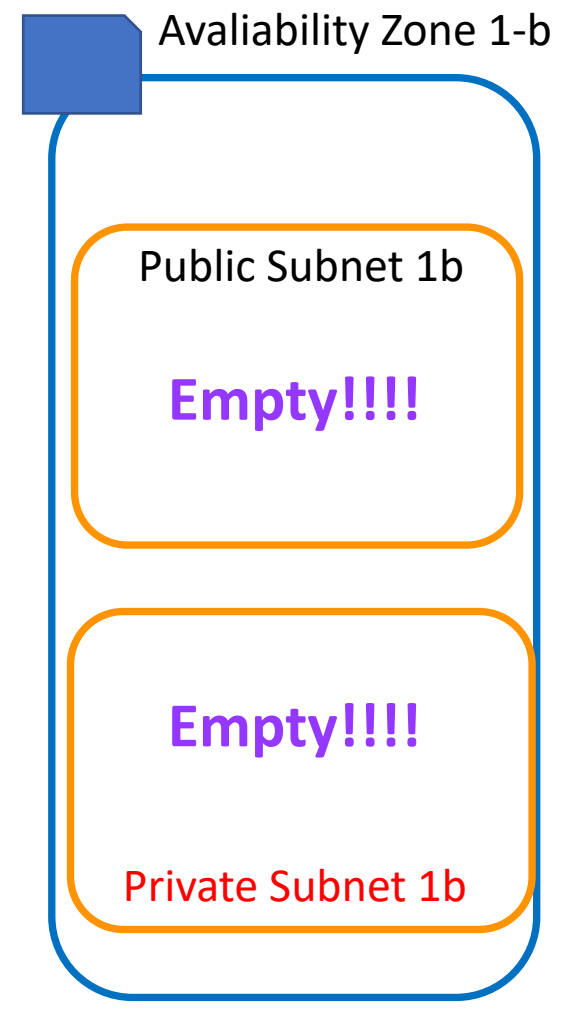 Avaliability Zone 1-b
Public Subnet 1b
Empty!!!!
Empty!!!!
Private Subnet 1b